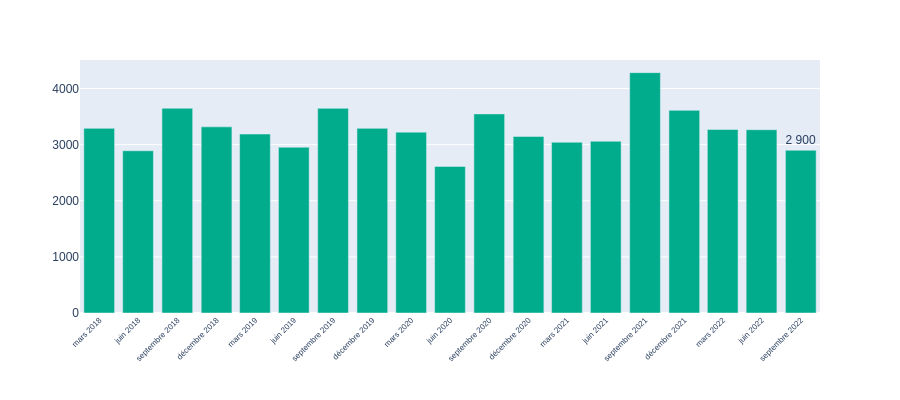 4000
3000
2000
1000
0
2 900
mars 2018
juin 2018
septembre 2018
décembre 2018
mars 2019
juin 2019
septembre 2019
décembre 2019
mars 2020
juin 2020
septembre 2020
décembre 2020
mars 2021
juin 2021
septembre 2021
décembre 2021
mars 2022
juin 2022
septembre 2022